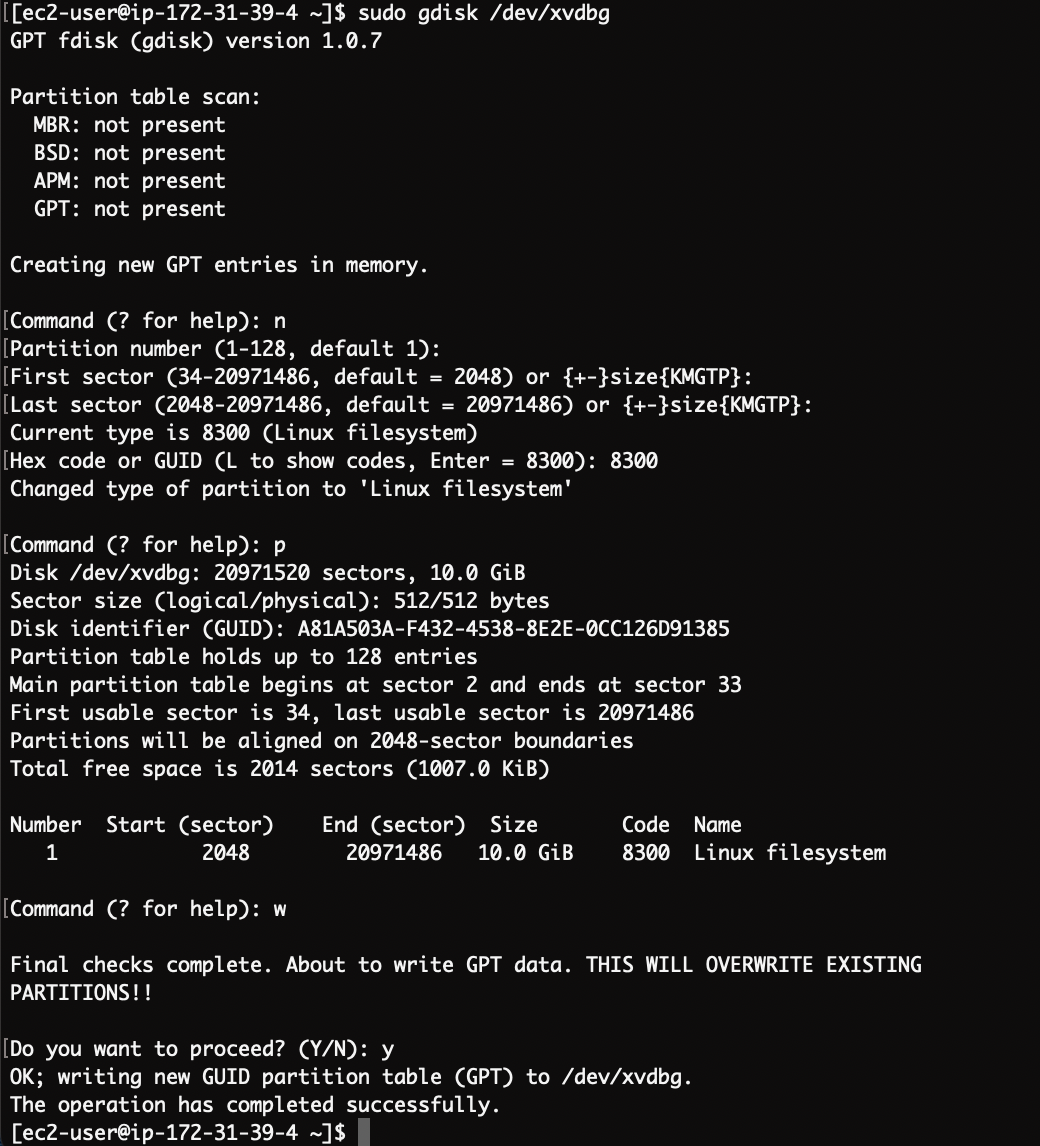 [[ec2-user@ip-172-31-39-4 ~]$ sudo gdisk /dev/xvdbg
GPT fdisk (gdisk) version 1.0.7
Partition table scan:
  MBR: not present
  BSD: not present
  APM: not present
  GPT: not present
Creating new GPT entries in memory.
[Command (? for help): n
[Partition number (1-128, default 1):
[First sector (34-20971486, default = 2048) or {+-}size{KMGTP}:
[Last sector (2048-20971486, default = 20971486) or {+-}size{KMGTP}:
Current type is 8300 (Linux filesystem)
[Hex code or GUID (L to show codes, Enter = 8300): 8300
Changed type of partition to 'Linux filesystem'
[Command (? for help): p
Disk /dev/xvdbg: 20971520 sectors, 10.0 GiB
Sector size (logical/physical): 512/512 bytes
Disk identifier (GUID): A81A503A-F432-4538-8E2E-0CC126D91385
Partition table holds up to 128 entries
Main partition table begins at sector 2 and ends at sector 33
First usable sector is 34, last usable sector is 20971486
Partitions will be aligned on 2048-sector boundaries
Total free space is 2014 sectors (1007.0 KiB)
Number  Start (sector)    End (sector)  Size       Code  Name
   1            2048        20971486   10.0 GiB    8300  Linux filesystem
[Command (? for help): w
Final checks complete. About to write GPT data. THIS WILL OVERWRITE EXISTING
PARTITIONS!!
[Do you want to proceed? (Y/N): y
OK; writing new GUID partition table (GPT) to /dev/xvdbg.
The operation has completed successfully.
[ec2-user@ip-172-31-39-4 ~]$